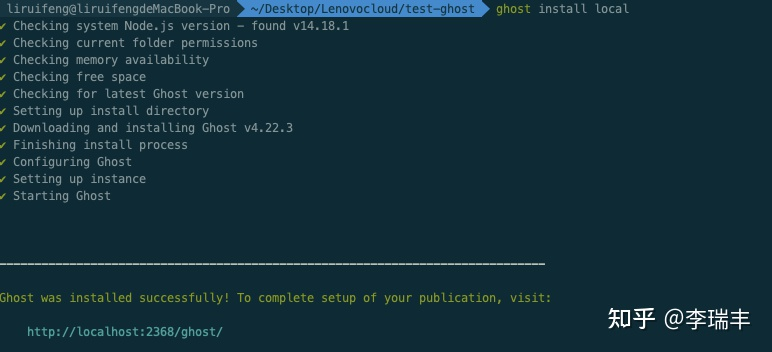 liruifeng@liruifengdeMacBook-Pro ~/Desktop/Lenovocloud/test-ghost ghost install local
✔ Checking system Node.js version - found v14.18.1
✔ Checking current folder permissions
✔ Checking memory availability
✔ Checking free space
✔ Checking for latest Ghost version
✔ Setting up install directory
✔ Downloading and installing Ghost v4.22.3
✔ Finishing install process
✔ Configuring Ghost
✔ Setting up instance
✔ Starting Ghost
Ghost was installed successfully! To complete setup of your publication, visit:
http://localhost:2368/ghost/
知乎 @李瑞丰